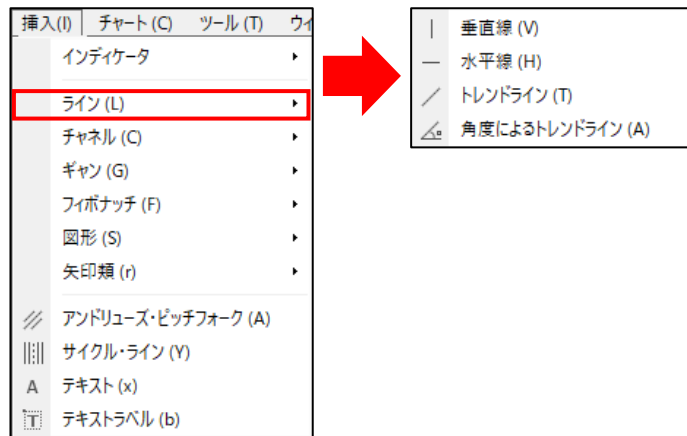 挿入(I) チャート(C) ツール(T) ウィ
インディケータ
ライン(L)
チャネル(C)
ギャン(G)
フィボナッチ(F)
図形(S)
矢印類(r)
アンドリューズ・ピッチフォーク(A)
サイクル・ライン(Y)
A テキスト(x)
T テキストラベル(b)
垂直線(V)
水平線(H)
トレンドライン(T)
角度によるトレンドライン(A)